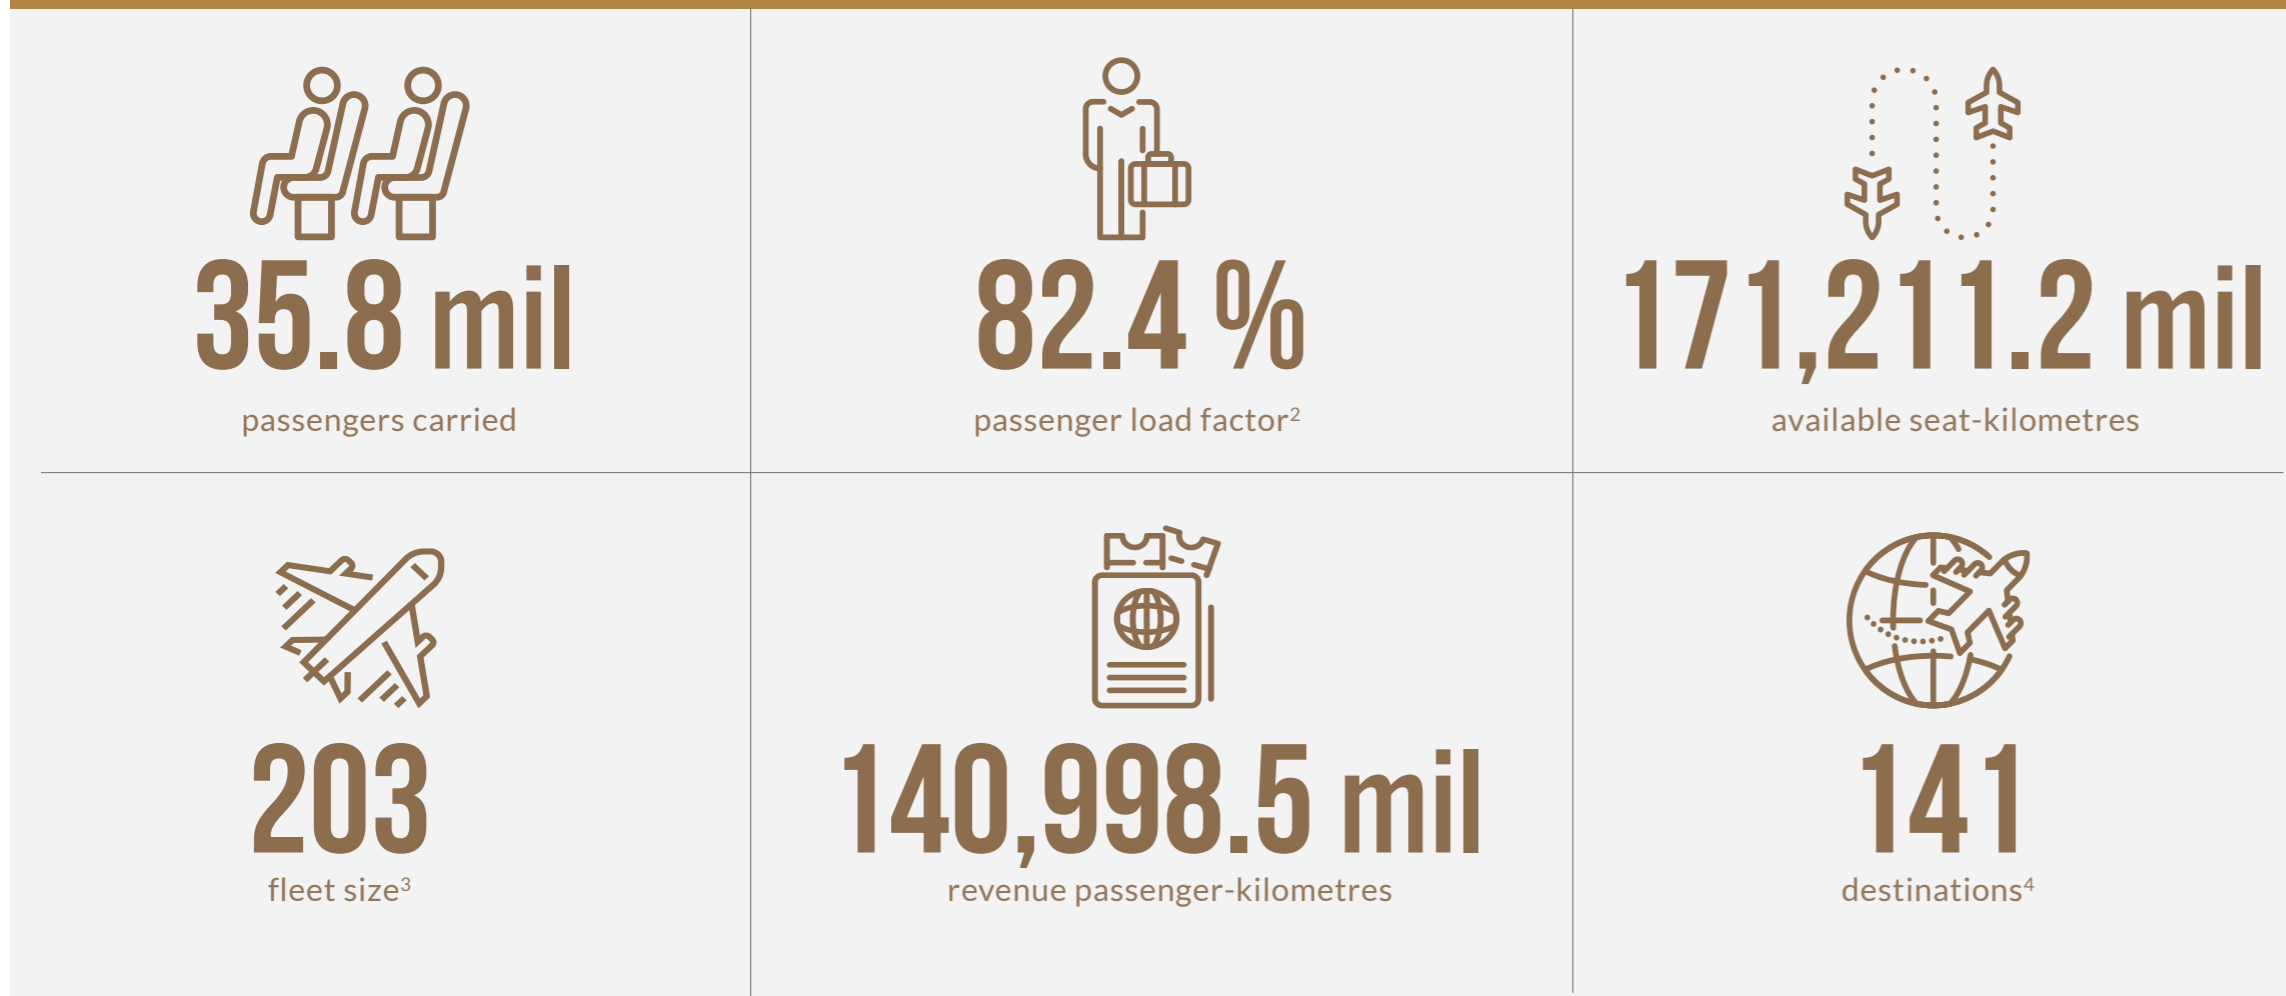 35.8 mil
passengers carried
82.4 %
passenger load factor²
171,211.2 mil
available seat-kilometres
203
fleet size³
140,998.5 mil
revenue passenger-kilometres
141
destinations⁴